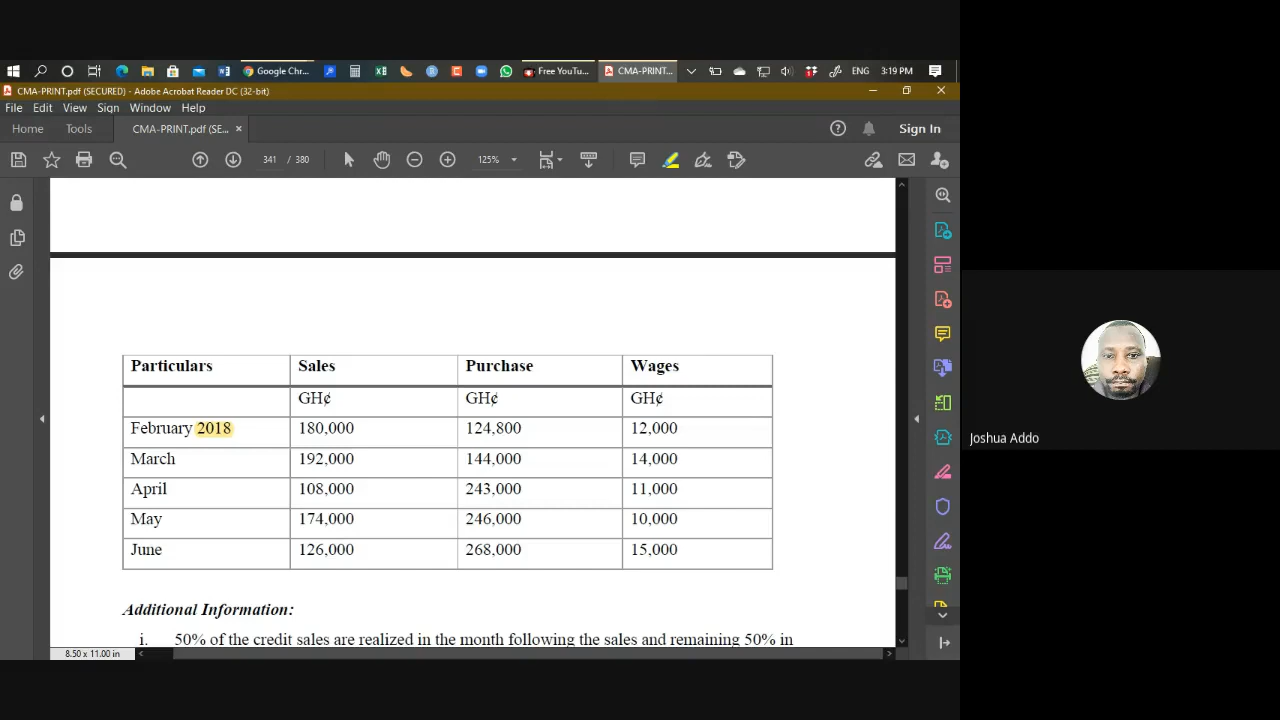 Google Chr...
Free YouTu...
CMA-PRINT...
ENG
3:19 PM
CMA-PRINT.pdf (SECURED) - Adobe Acrobat Reader DC (32-bit)
File Edit View Sign Window Help
Home Tools CMA-PRINT.pdf (SE... × Sign In
341 / 380 125%
Particulars Sales Purchase Wages
GH¢ GH¢ GH¢
February 2018 180,000 124,800 12,000
March 192,000 144,000 14,000
April 108,000 243,000 11,000
May 174,000 246,000 10,000
June 126,000 268,000 15,000
Additional Information:
i. 50% of the credit sales are realized in the month following the sales and remaining 50% in
8.50 x 11.00 in
Joshua Addo